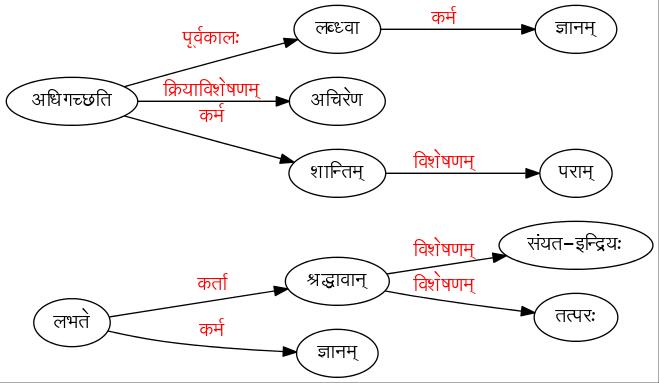 लब्ध्वा कर्म ज्ञानम्
पूर्वकालः
अधिगच्छति क्रियाविशेषणम् अचिरेण
कर्म
शान्तिम् विशेषणम् पराम्
विशेषणम् संयत-इन्द्रियः
कर्ता श्रद्धावान् विशेषणम्
लभते तत्परः
कर्म ज्ञानम्